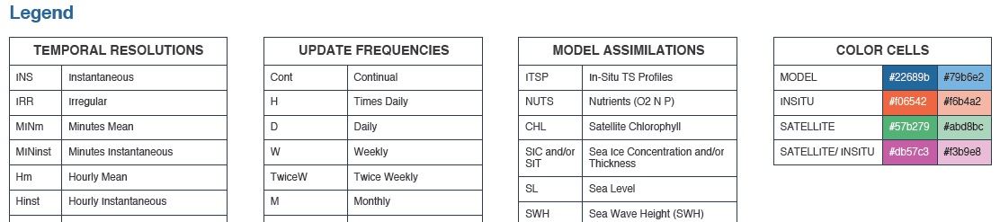 Legend
TEMPORAL RESOLUTIONS
INS Instantaneous
IRR Irregular
MINm Minutes Mean
MINinst Minutes Instantaneous
Hm Hourly Mean
Hinst Hourly Instantaneous
UPDATE FREQUENCIES
Cont Continual
H Times Daily
D Daily
W Weekly
TwiceW Twice Weekly
M Monthly
MODEL ASSIMILATIONS
ITSP In-Situ TS Profiles
NUTS Nutrients (O2 N P)
CHL Satellite Chlorophyll
SIC and/or Sea Ice Concentration and/or
SIT Thickness
SL Sea Level
SWH Sea Wave Height (SWH)
COLOR CELLS
MODEL #22689b #79b6e2
INSITU #f06542 #f6b4a2
SATELLITE #57b279 #abd8bc
SATELLITE/ INSITU #db57c3 #f3b9e8